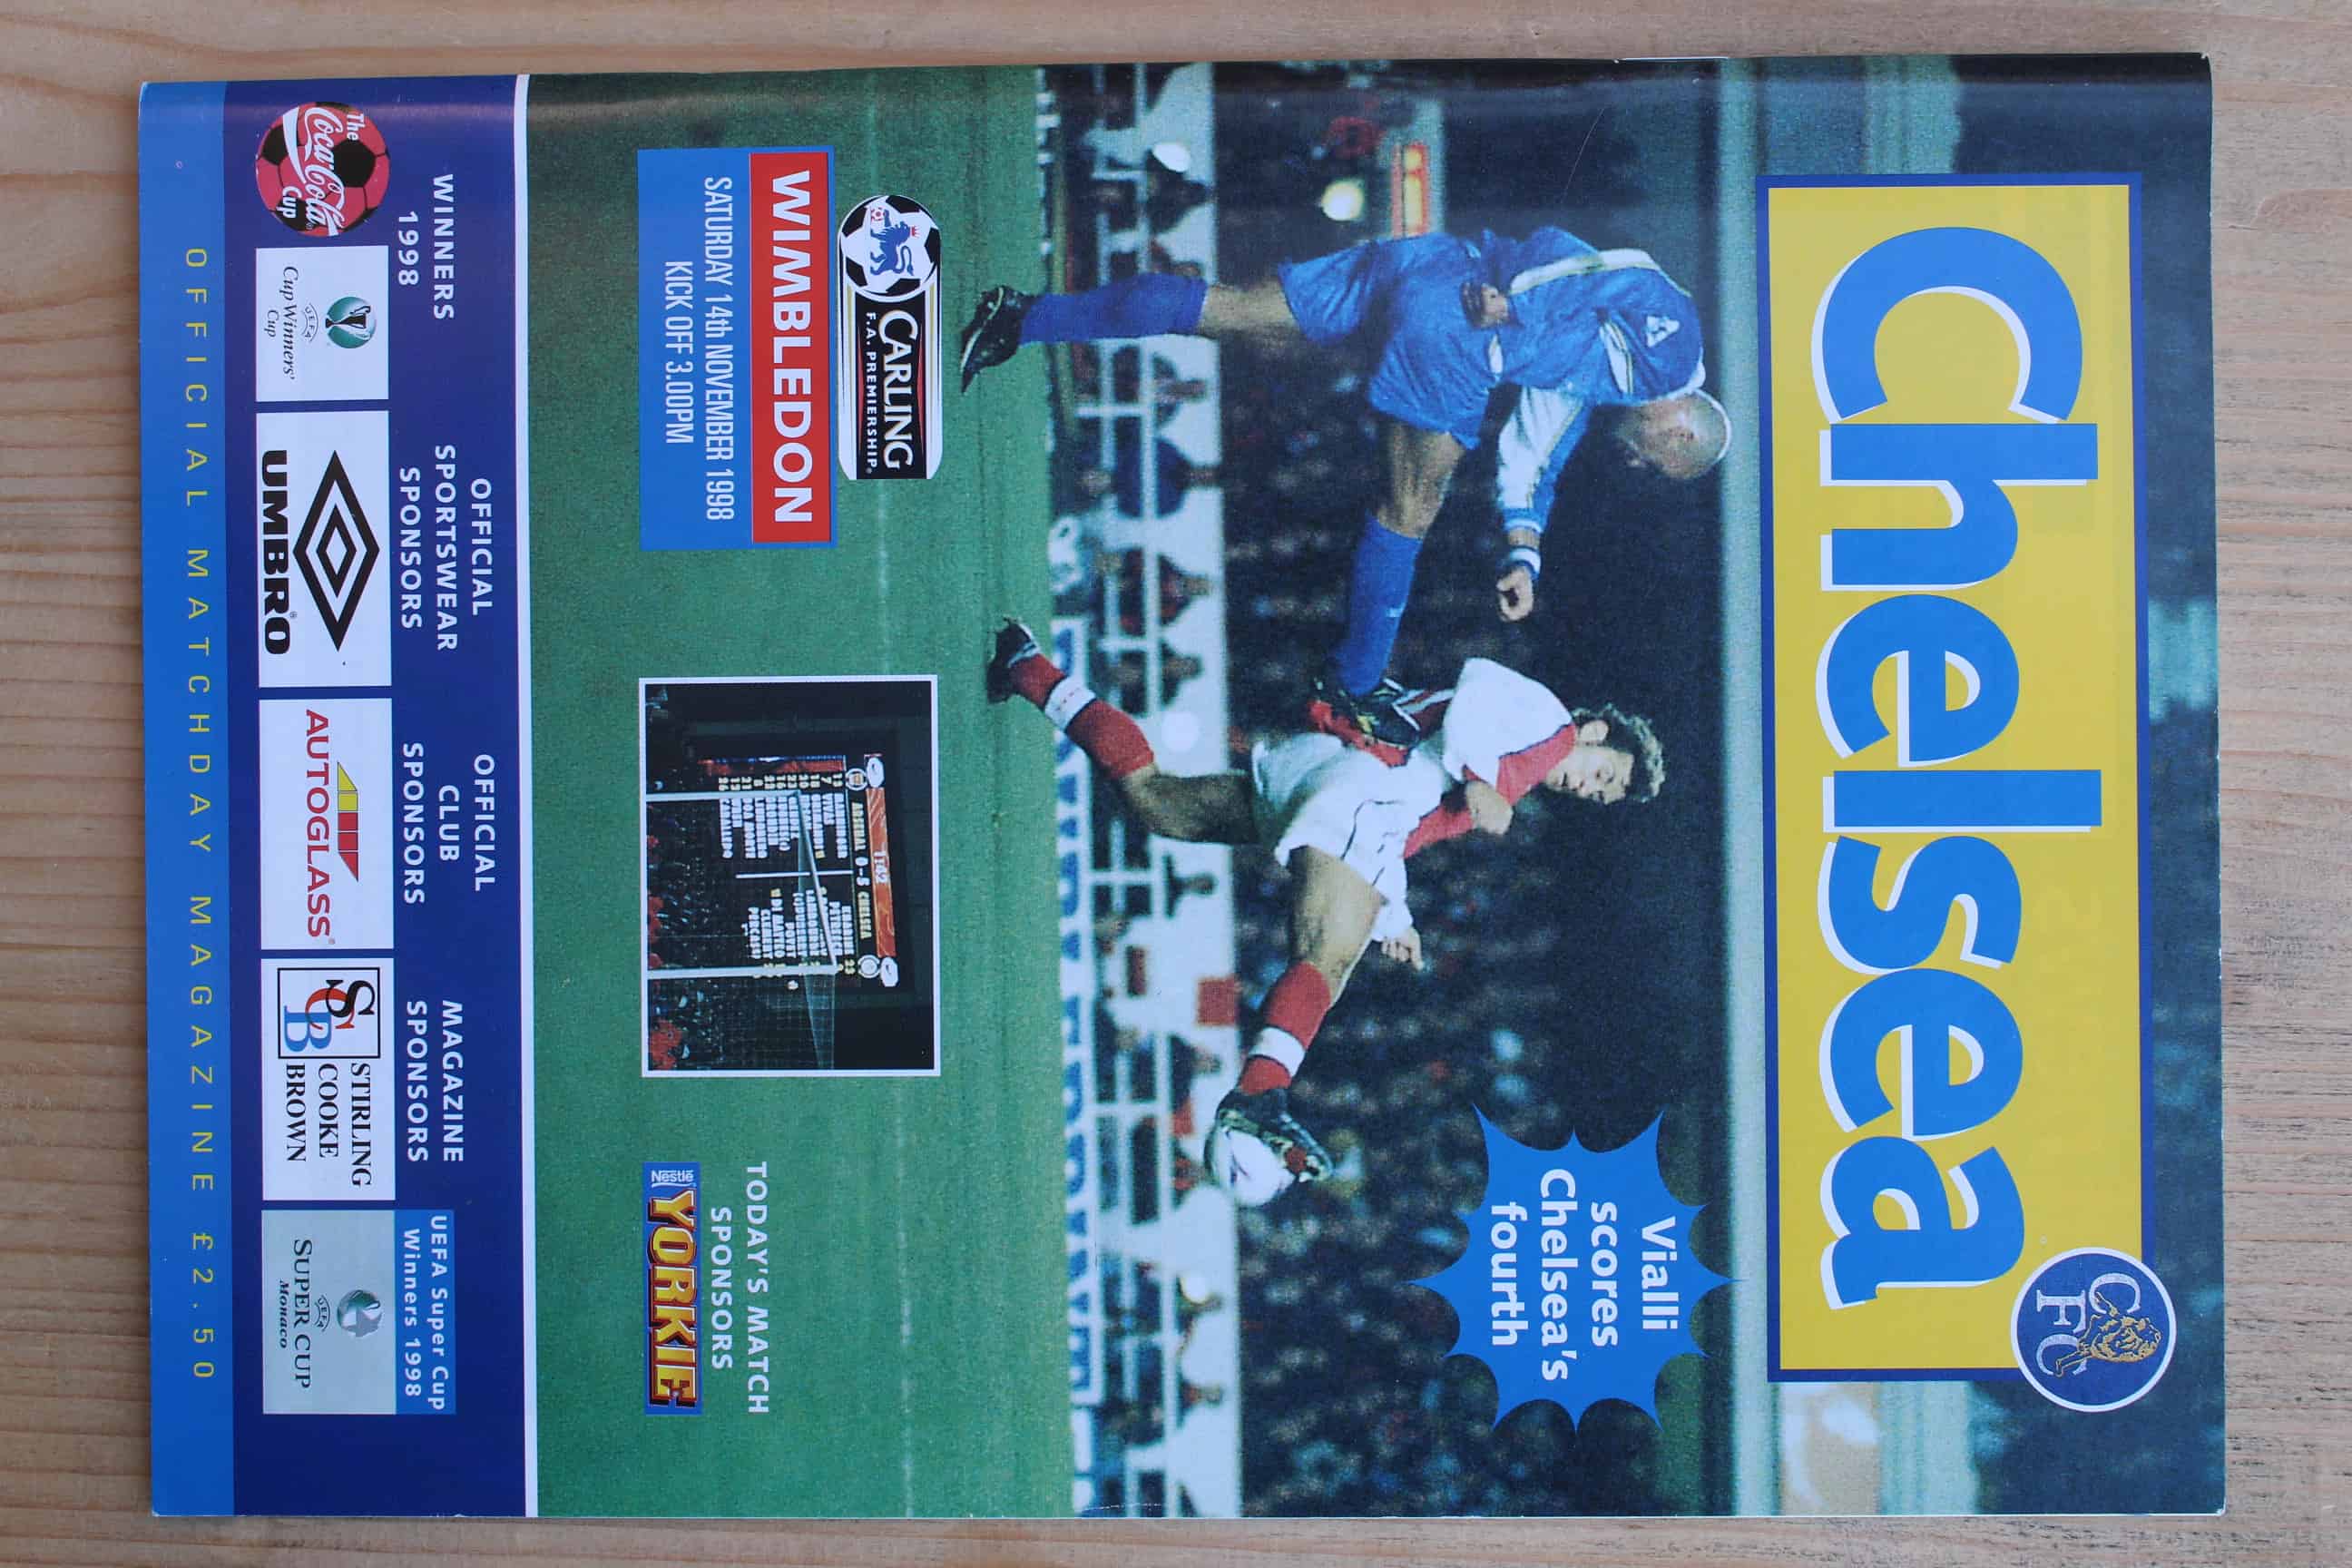 Chelsea
CFC
Vialli
scores
Chelsea's
fourth
CARLING
F.A. PREMIERSHIP
WIMBLEDON
SATURDAY 14th NOVEMBER 1998
KICK OFF 3.00PM
ARSENAL 0-5 CHELSEA
TODAY'S MATCH
SPONSORS
Nestlé
YORKIE
WINNERS
1998
The
Coca-Cola
Cup
UEFA
Cup Winners'
Cup
OFFICIAL
SPORTSWEAR
SPONSORS
UMBRO®
OFFICIAL
CLUB
SPONSORS
AUTOGLASS®
MAGAZINE
SPONSORS
SCB
STIRLING
COOKE
BROWN
UEFA Super Cup
Winners 1998
UEFA
SUPER CUP
Monaco
OFFICIAL MATCHDAY MAGAZINE £2.50